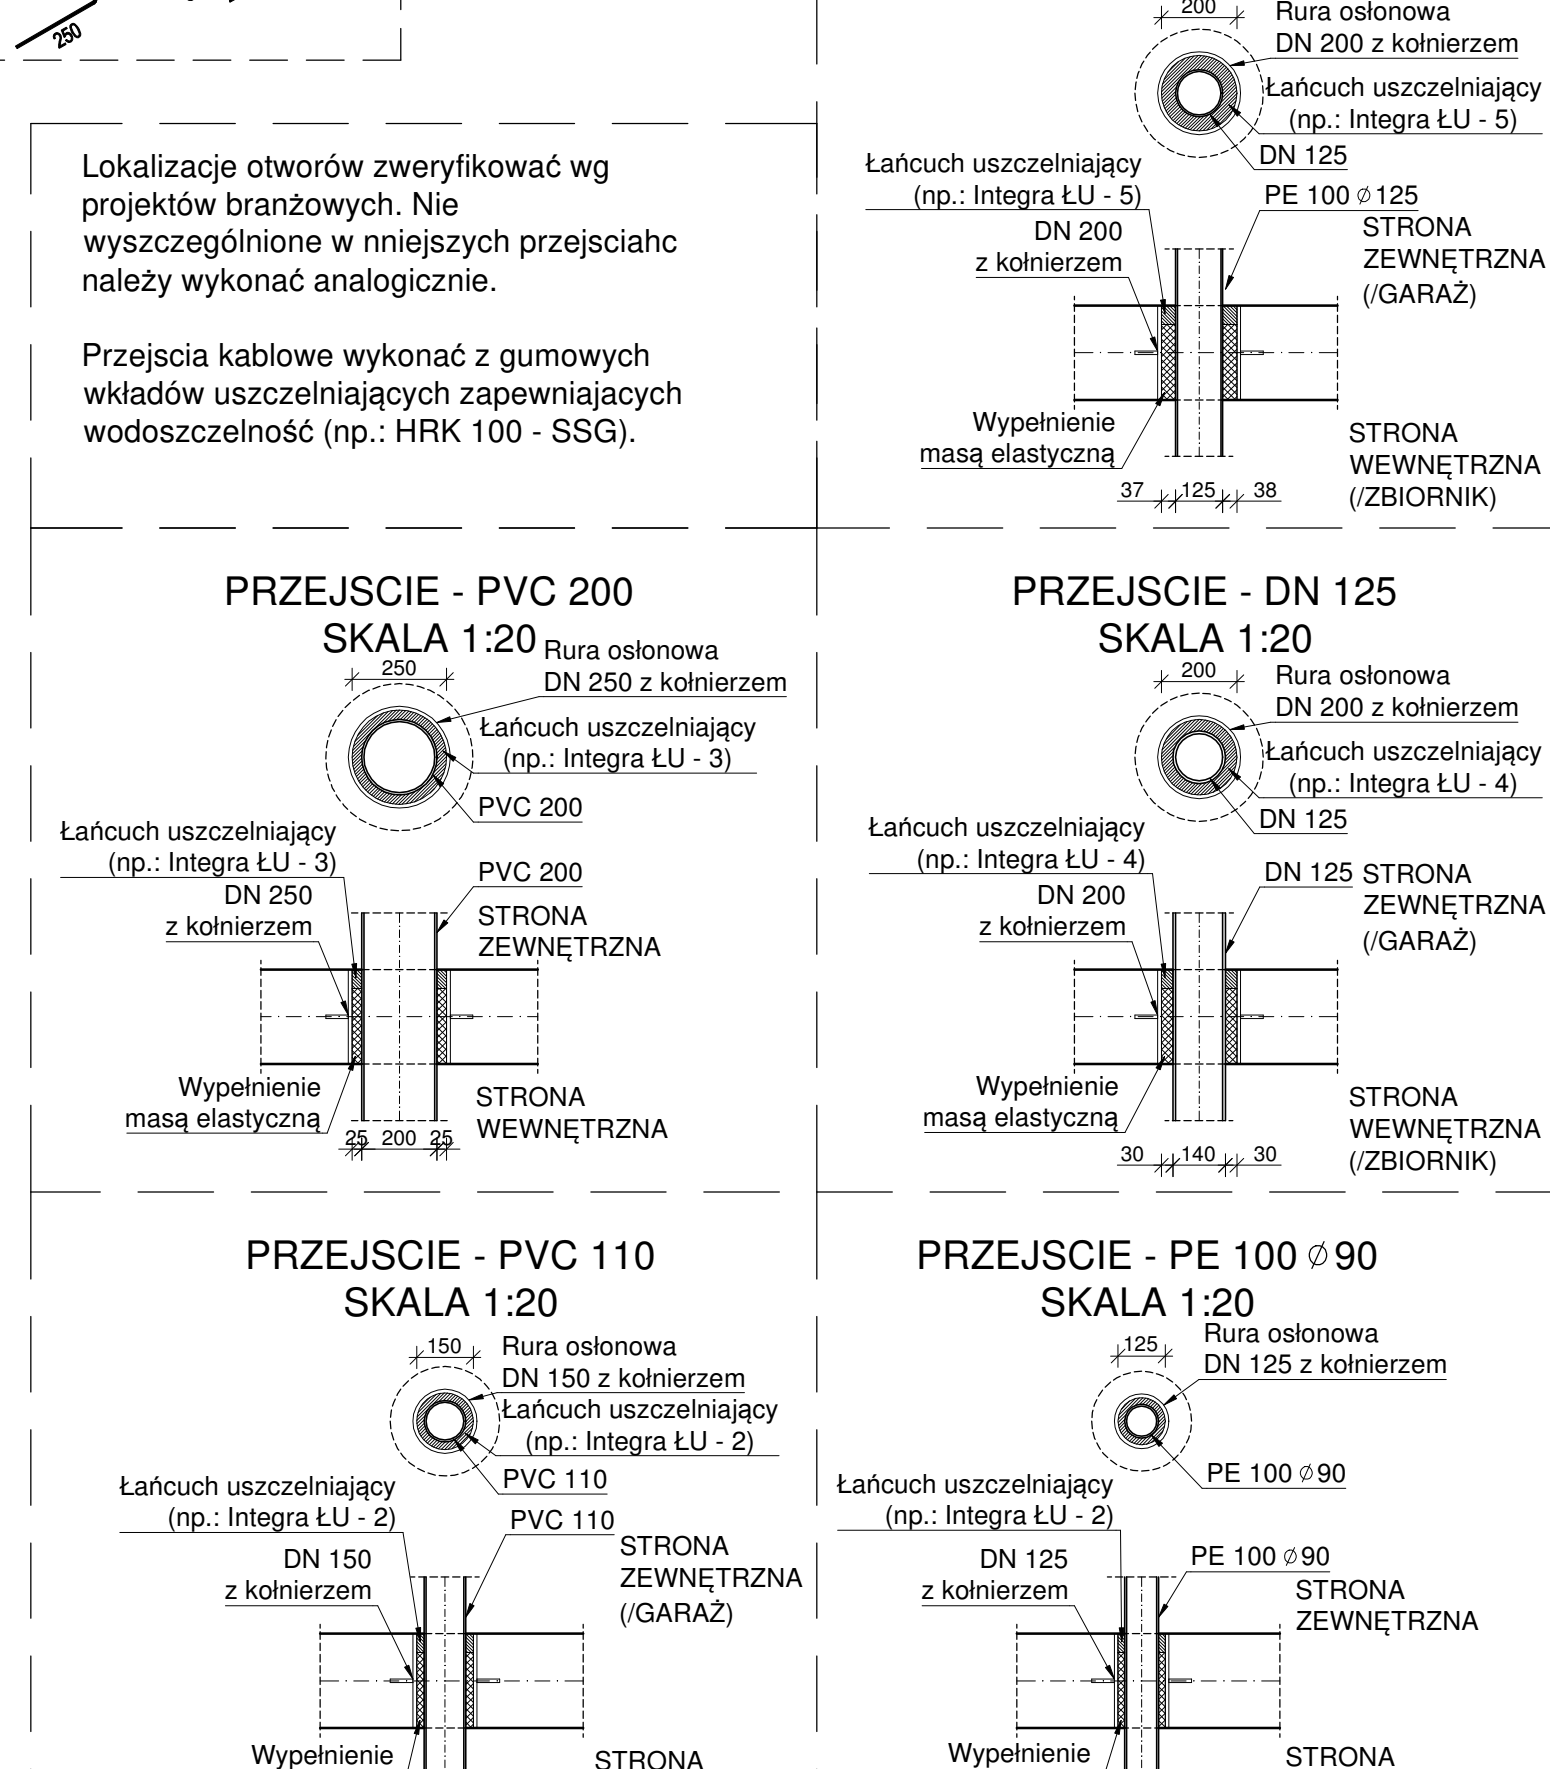 250
Lokalizacje otworów zweryfikować wg
projektów branżowych. Nie
wyszczególnione w nniejszych przejsciahc
należy wykonać analogicznie.
Przejscia kablowe wykonać z gumowych
wkładów uszczelniających zapewniajacych
wodoszczelność (np.: HRK 100 - SSG).
200
Rura osłonowa
DN 200 z kołnierzem
Łańcuch uszczelniający
(np.: Integra ŁU - 5)
DN 125
Łańcuch uszczelniający
(np.: Integra ŁU - 5)
PE 100 ⌀125
DN 200
z kołnierzem
STRONA
ZEWNĘTRZNA
(/GARAŻ)
Wypełnienie
masą elastyczną
STRONA
WEWNĘTRZNA
(/ZBIORNIK)
37 125 38
PRZEJSCIE - PVC 200
SKALA 1:20
250
Rura osłonowa
DN 250 z kołnierzem
Łańcuch uszczelniający
(np.: Integra ŁU - 3)
PVC 200
Łańcuch uszczelniający
(np.: Integra ŁU - 3)
PVC 200
DN 250
z kołnierzem
STRONA
ZEWNĘTRZNA
Wypełnienie
masą elastyczną
STRONA
WEWNĘTRZNA
25 200 25
PRZEJSCIE - DN 125
SKALA 1:20
200
Rura osłonowa
DN 200 z kołnierzem
Łańcuch uszczelniający
(np.: Integra ŁU - 4)
DN 125
Łańcuch uszczelniający
(np.: Integra ŁU - 4)
DN 125
DN 200
z kołnierzem
STRONA
ZEWNĘTRZNA
(/GARAŻ)
Wypełnienie
masą elastyczną
STRONA
WEWNĘTRZNA
(/ZBIORNIK)
30 140 30
PRZEJSCIE - PVC 110
SKALA 1:20
150
Rura osłonowa
DN 150 z kołnierzem
Łańcuch uszczelniający
(np.: Integra ŁU - 2)
PVC 110
Łańcuch uszczelniający
(np.: Integra ŁU - 2)
PVC 110
DN 150
z kołnierzem
STRONA
ZEWNĘTRZNA
(/GARAŻ)
Wypełnienie
STRONA
PRZEJSCIE - PE 100 ⌀90
SKALA 1:20
125
Rura osłonowa
DN 125 z kołnierzem
PE 100 ⌀90
Łańcuch uszczelniający
(np.: Integra ŁU - 2)
PE 100 ⌀90
DN 125
z kołnierzem
STRONA
ZEWNĘTRZNA
Wypełnienie
STRONA